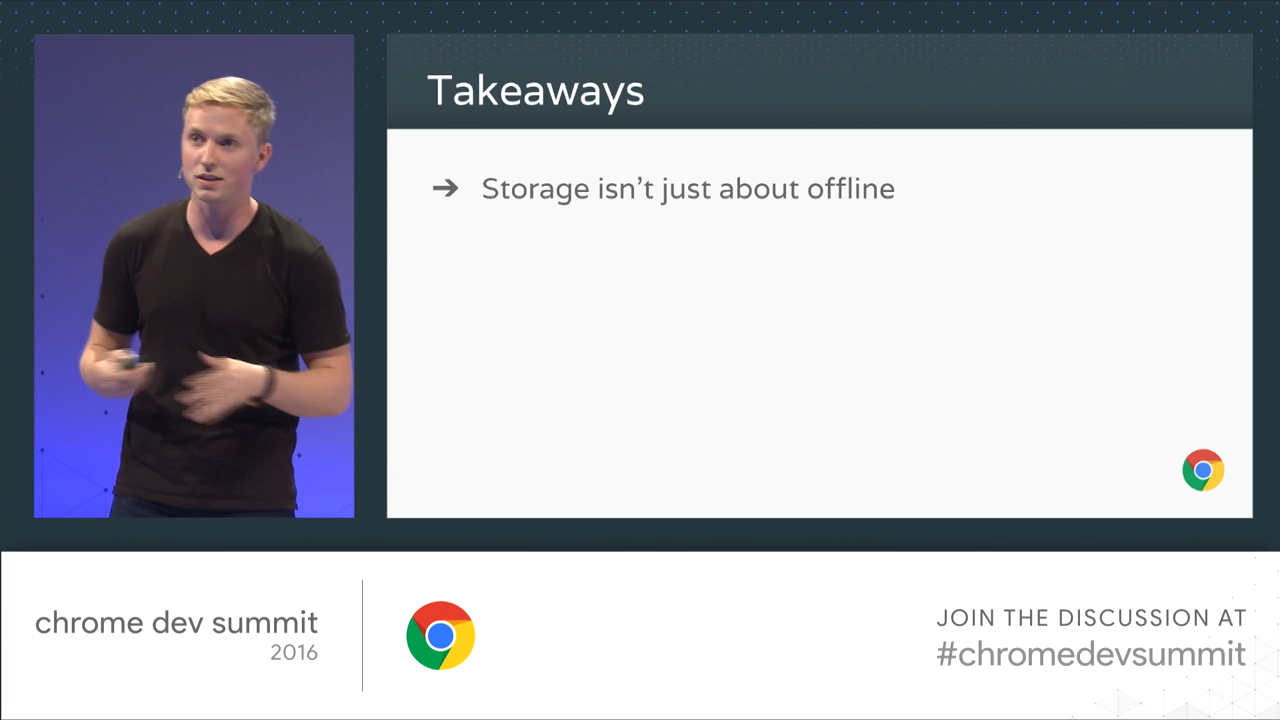 Takeaways
➔ Storage isn’t just about offline
chrome dev summit
2016
JOIN THE DISCUSSION AT
#chromedevsummit